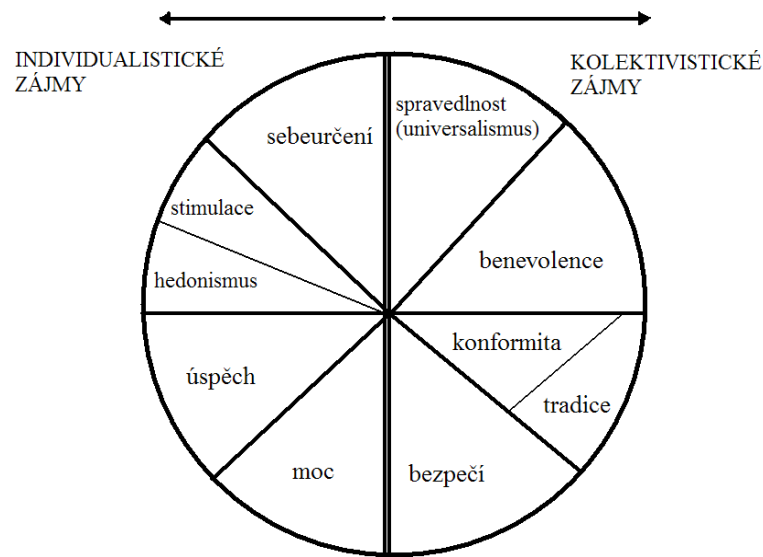 INDIVIDUALISTICKÉ
ZÁJMY
KOLEKTIVISTICKÉ
ZÁJMY
spravedlnost
(universalismus)
sebeurčení
stimulace
benevolence
hedonismus
konformita
úspěch
tradice
moc
bezpečí